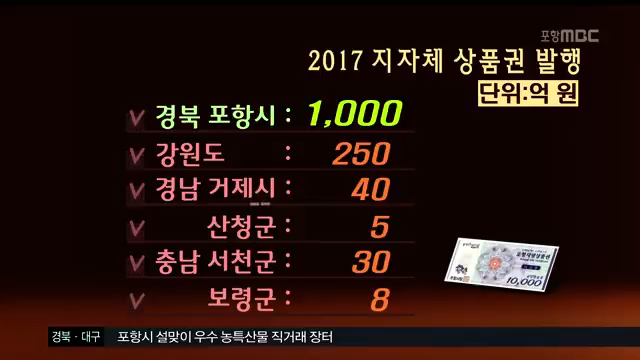 포항MBC
2017 지자체 상품권 발행
단위:억 원
경북 포항시 : 1,000
강원도 : 250
경남 거제시 : 40
산청군 : 5
충남 서천군 : 30
보령군 : 8
10,000
경북·대구 포항시 설맞이 우수 농특산물 직거래 장터